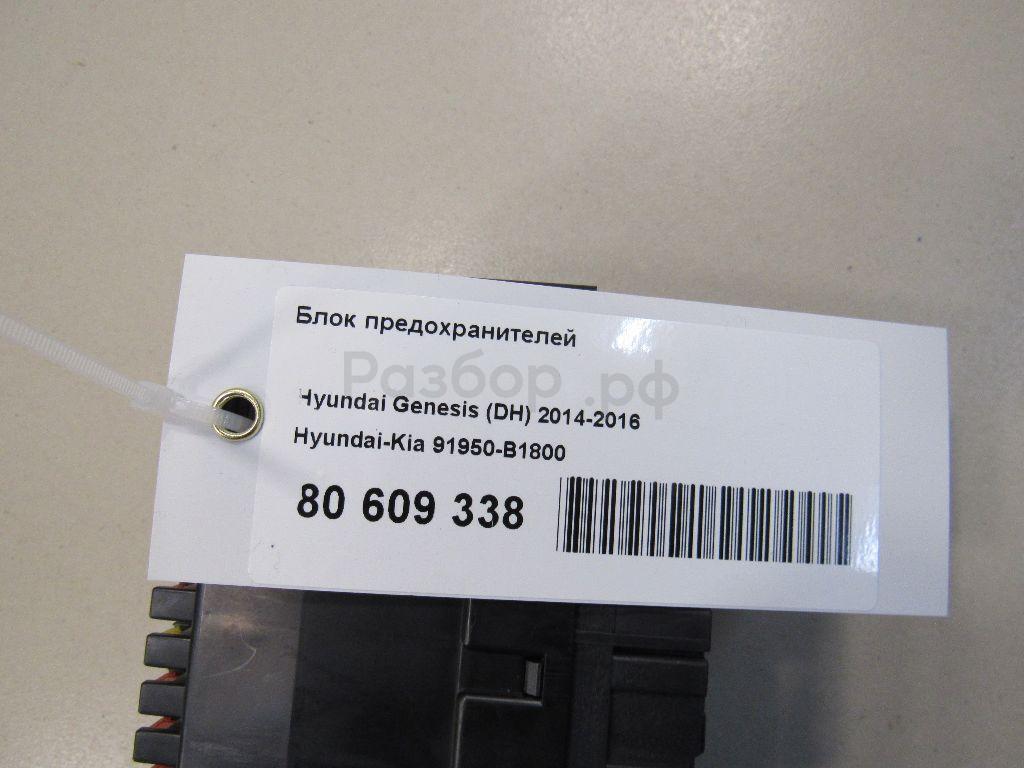 Блок предохранителей
Разбор.рф
Hyundai Genesis (DH) 2014-2016
Hyundai-Kia 91950-B1800
80 609 338